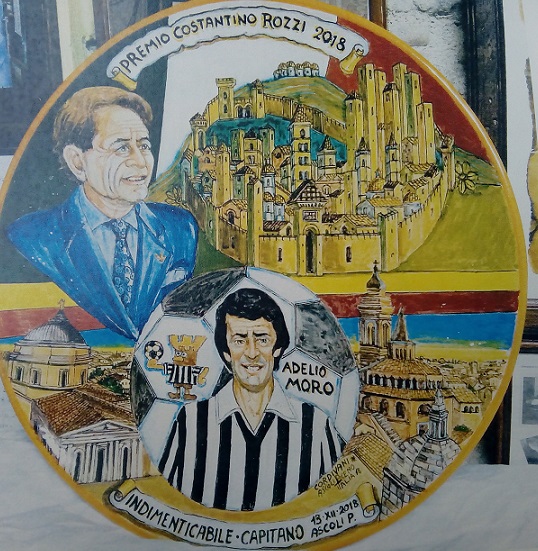 PREMIO COSTANTINO ROZZI 2018
ADELIO
MORO
INDIMENTICABILE • CAPITANO
13 • XII • 2018
ASCOLI P.